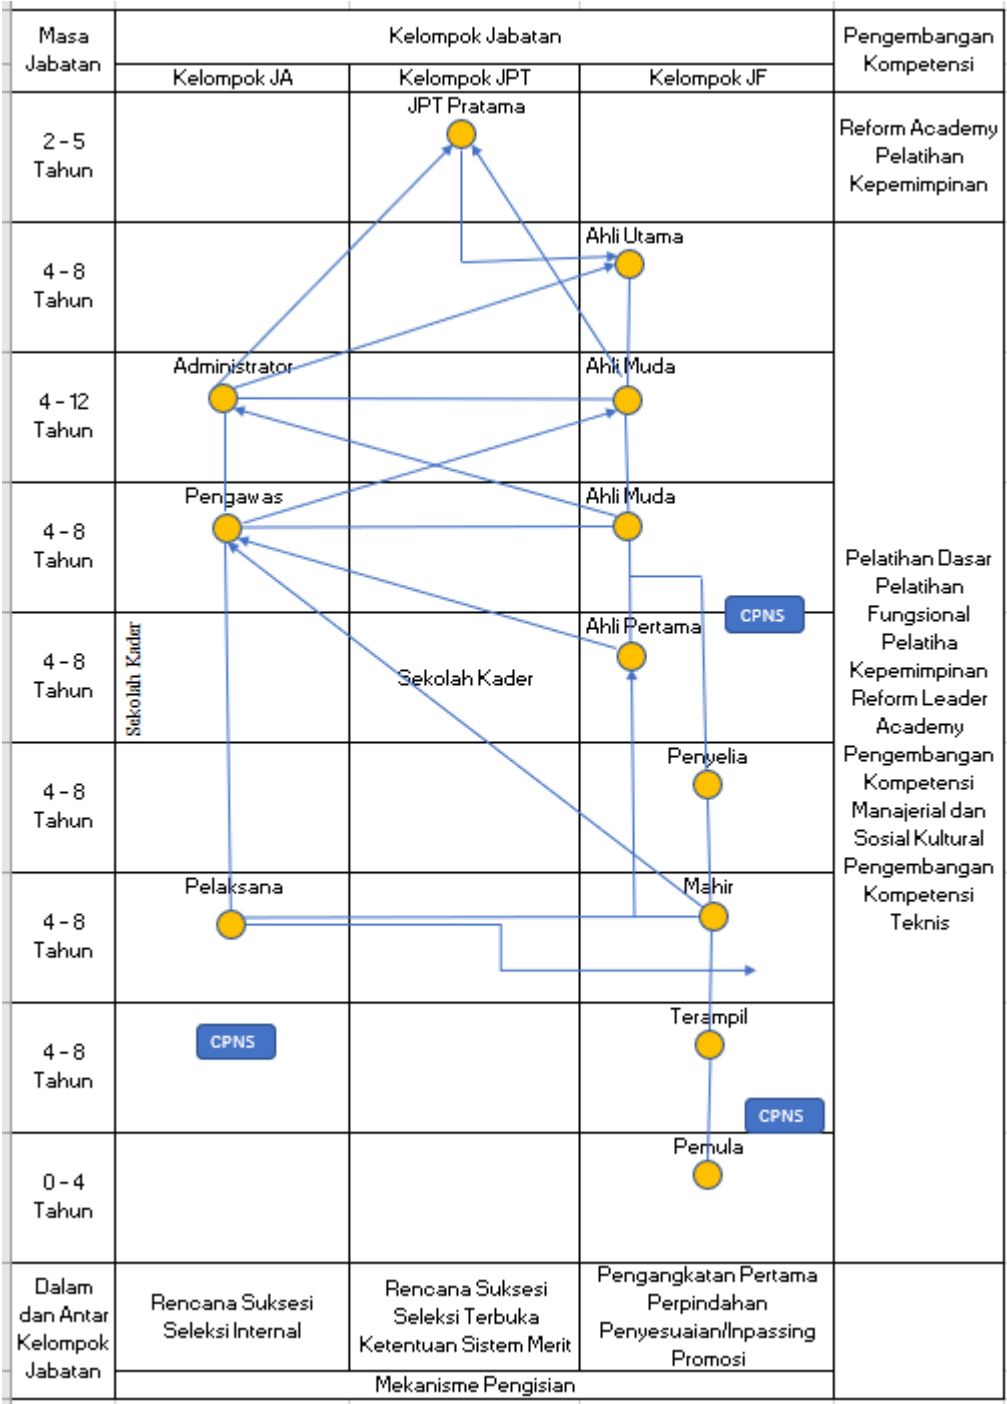 Masa
Jabatan
Kelompok Jabatan
Pengembangan
Kompetensi
Kelompok JA
Kelompok JPT
Kelompok JF
2 - 5
Tahun
JPT Pratama
Reform Academy
Pelatihan
Kepemimpinan
4 - 8
Tahun
Ahli Utama
4 - 12
Tahun
Administrator
Ahli Muda
4 - 8
Tahun
Pengawas
Ahli Muda
CPNS
4 - 8
Tahun
Sekolah Kader
Sekolah Kader
Ahli Pertama
4 - 8
Tahun
Penyelia
4 - 8
Tahun
Pelaksana
Mahir
4 - 8
Tahun
CPNS
Terampil
CPNS
0 - 4
Tahun
Pemula
Pelatihan Dasar
Pelatihan
Fungsional
Pelatiha
Kepemimpinan
Reform Leader
Academy
Pengembangan
Kompetensi
Manajerial dan
Sosial Kultural
Pengembangan
Kompetensi
Teknis
Dalam
dan Antar
Kelompok
Jabatan
Rencana Suksesi
Seleksi Internal
Rencana Suksesi
Seleksi Terbuka
Ketentuan Sistem Merit
Pengangkatan Pertama
Perpindahan
Penyesuaian/Inpassing
Promosi
Mekanisme Pengisian